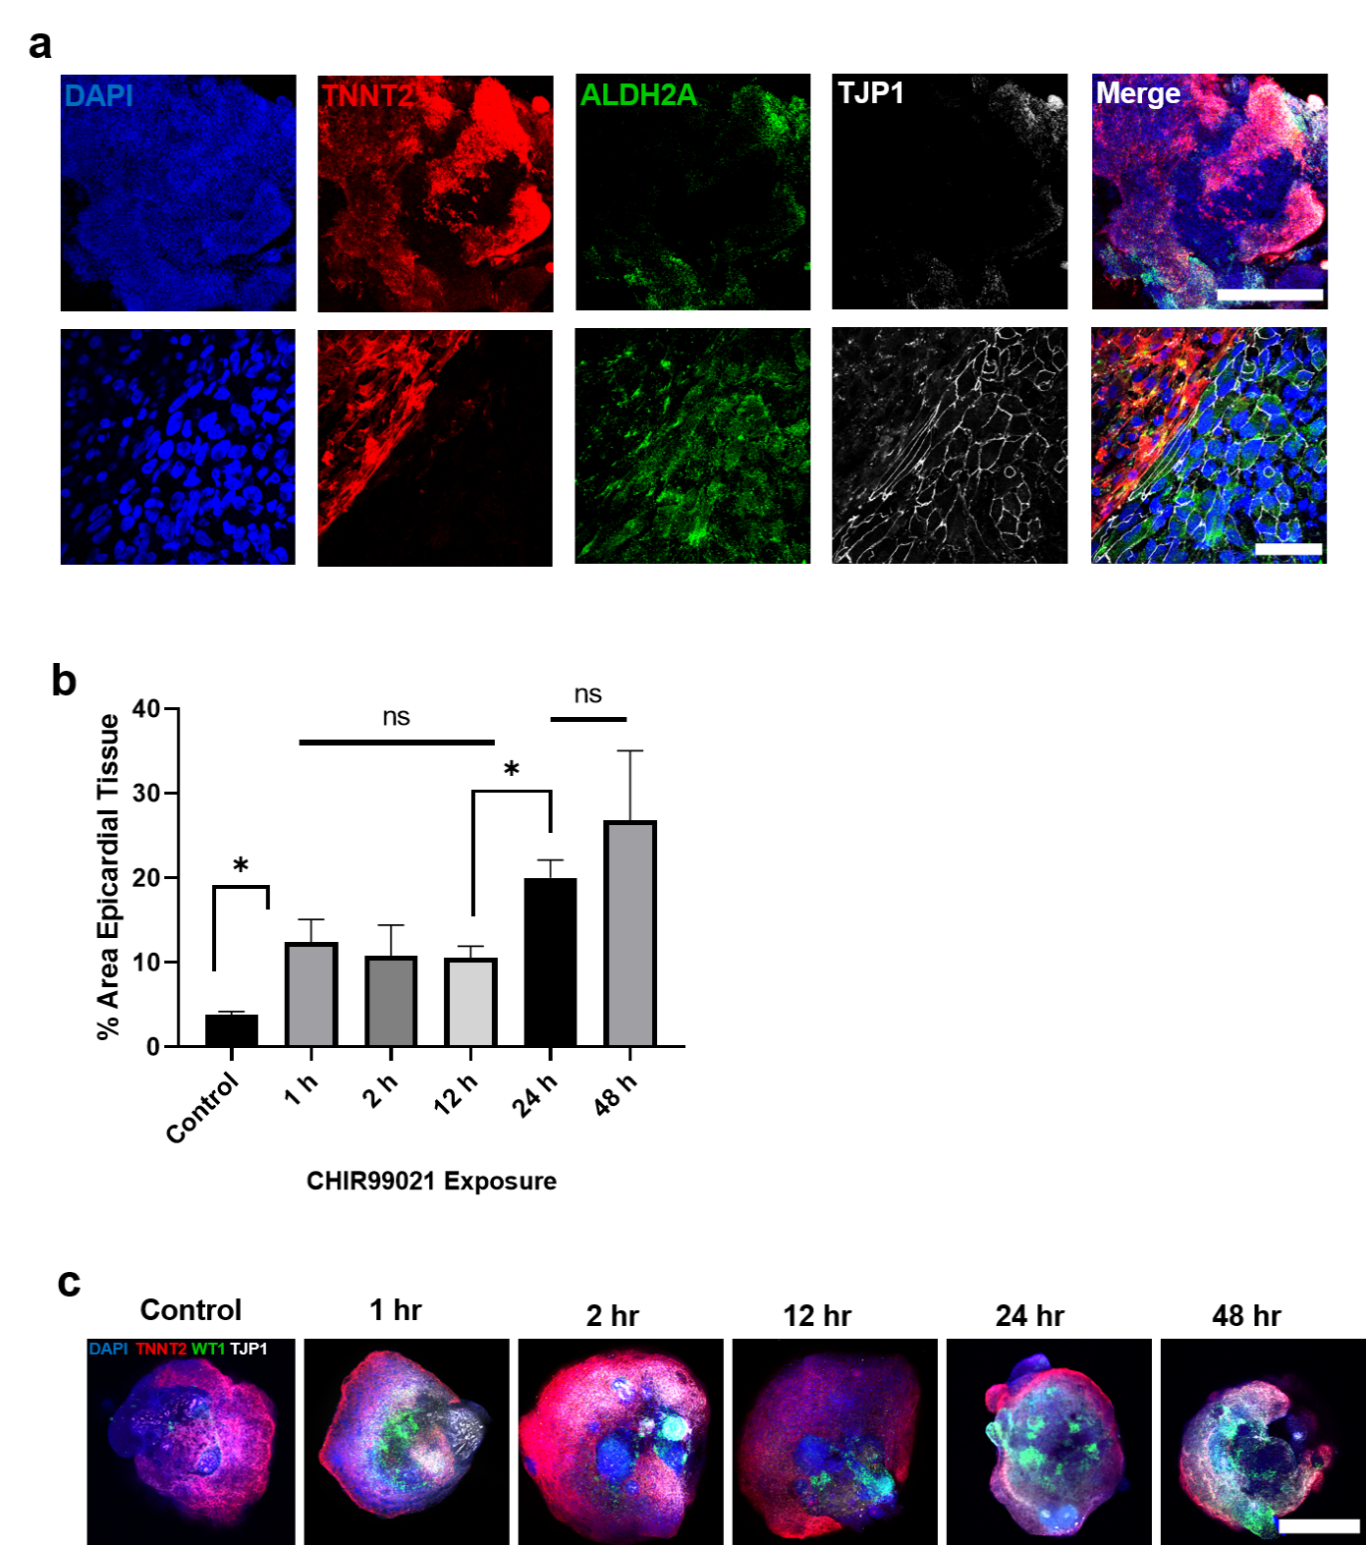 a
DAPI TNNT2 ALDH2A TJP1 Merge
b
% Area Epicardial Tissue
40
30
20
10
0
ns
ns
*
*
Control 1 h 2 h 12 h 24 h 48 h
CHIR99021 Exposure
c
Control 1 hr 2 hr 12 hr 24 hr 48 hr
DAPI TNNT2 WT1 TJP1